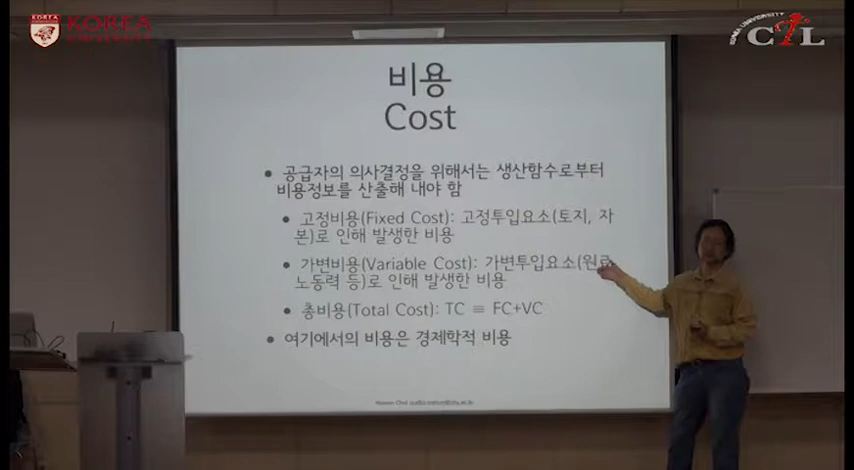 KOREA
UNIVERSITY
KOREA UNIVERSITY
CTL
비용
Cost
• 공급자의 의사결정을 위해서는 생산함수로부터
비용정보를 산출해 내야 함
• 고정비용(Fixed Cost): 고정투입요소(토지, 자
본)로 인해 발생한 비용
• 가변비용(Variable Cost): 가변투입요소(원료
노동력 등)로 인해 발생한 비용
• 총비용(Total Cost): TC ≡ FC+VC
• 여기에서의 비용은 경제학적 비용